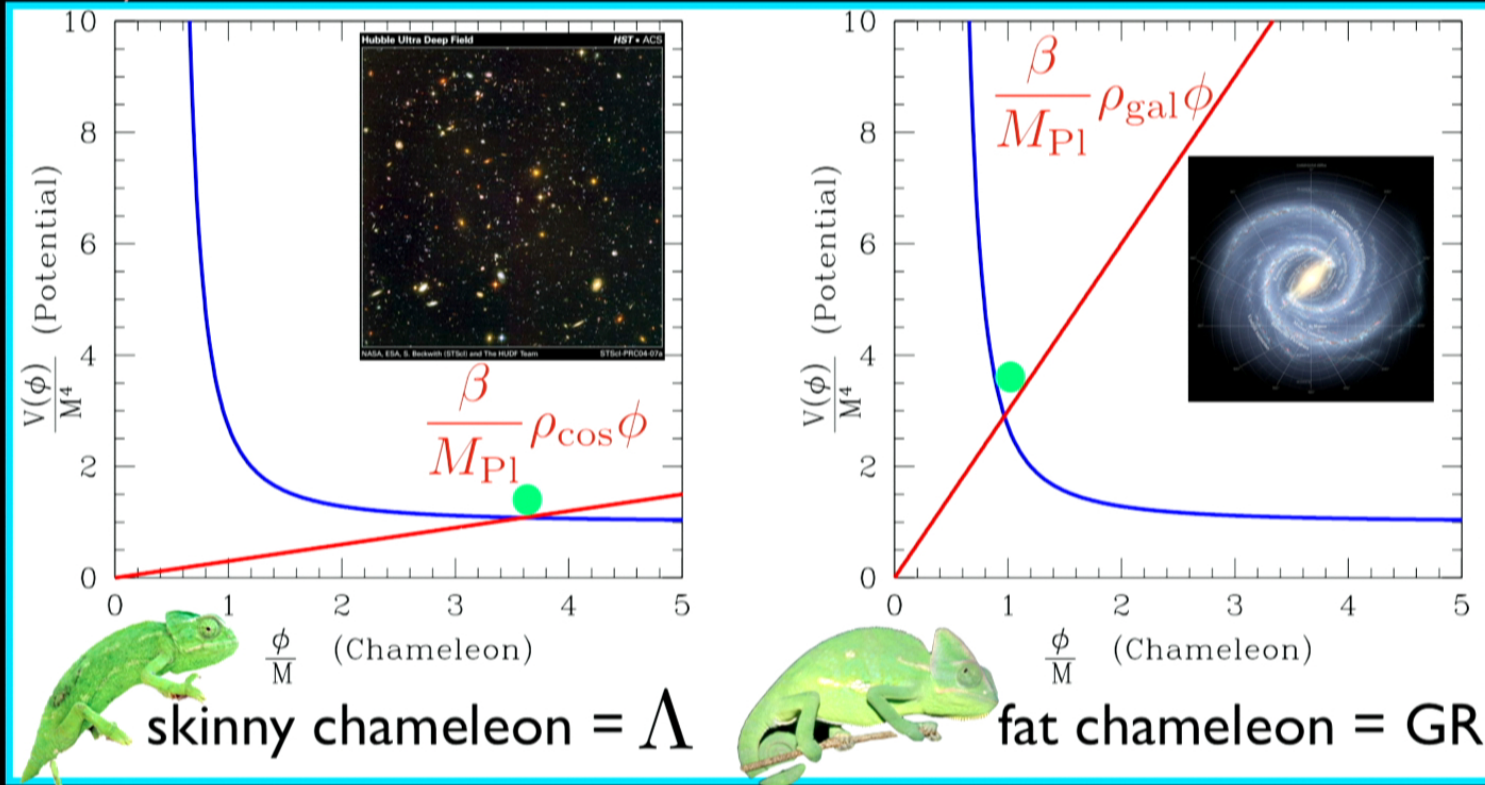 10
8
6
4
2
0
0 1 2 3 4 5
V(ϕ)
M⁴
(Potential)
Hubble Ultra Deep Field HST • ACS
NASA, ESA, S. Beckwith (STScI) and The HUDF Team STScI-PRC04-07a
β
M_Pl
ρ_cos ϕ
ϕ
M
(Chameleon)
skinny chameleon = Λ
10
8
6
4
2
0
0 1 2 3 4 5
V(ϕ)
M⁴
(Potential)
β
M_Pl
ρ_gal ϕ
ϕ
M
(Chameleon)
fat chameleon = GR